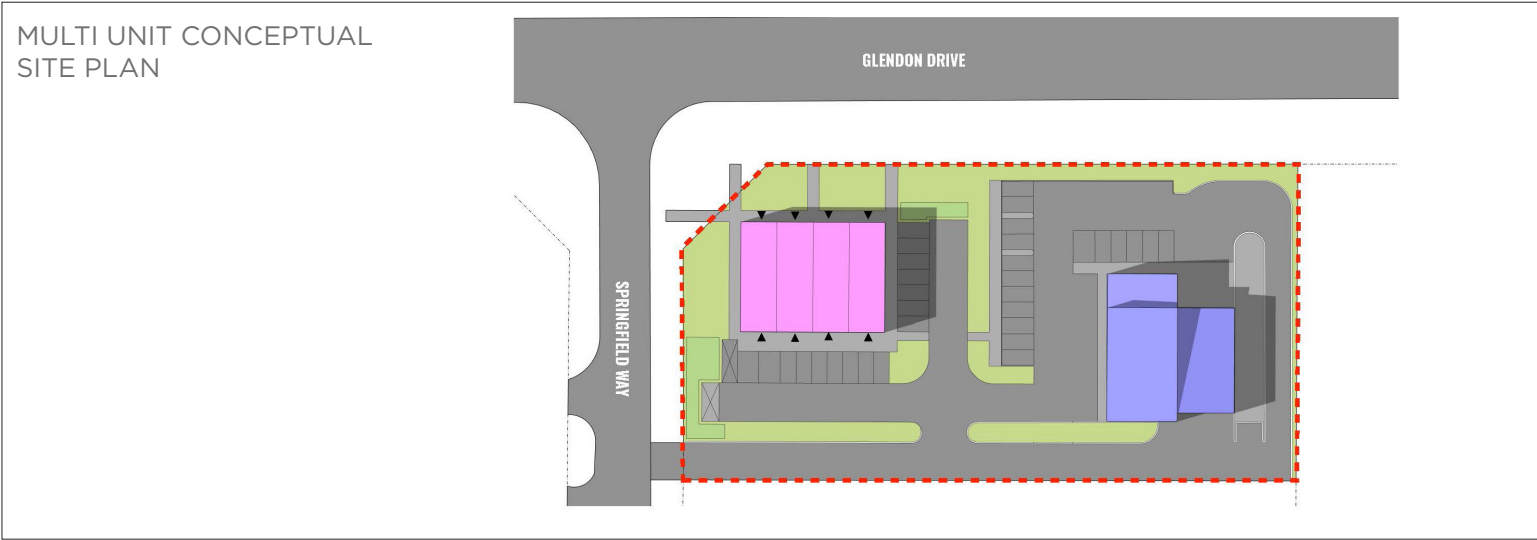 MULTI UNIT CONCEPTUAL
SITE PLAN
GLENDON DRIVE
SPRINGFIELD WAY